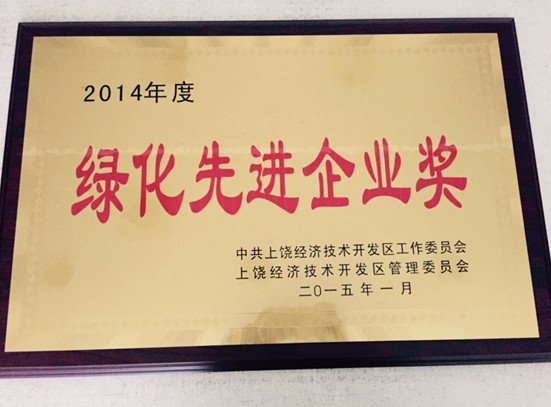 2014年度
绿化先进企业奖
中共上饶经济技术开发区工作委员会
上饶经济技术开发区管理委员会
二〇一五年一月